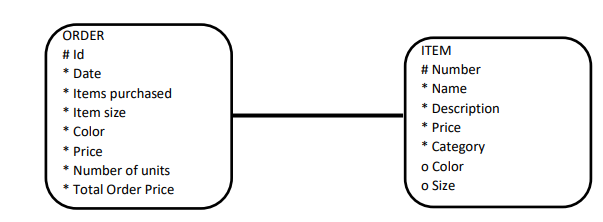 ORDER
# Id
* Date
* Items purchased
* Item size
* Color
* Price
* Number of units
* Total Order Price
ITEM
# Number
* Name
* Description
* Price
* Category
o Color
o Size